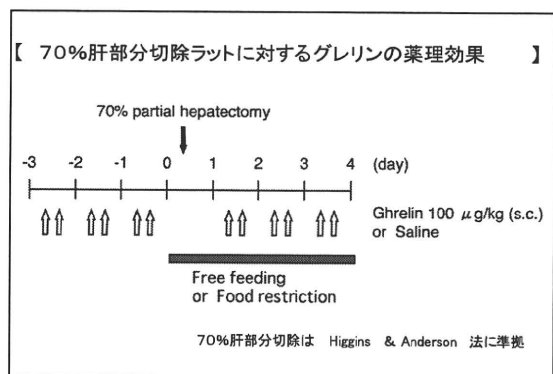 【 70%肝部分切除ラットに対するグレリンの薬理効果 】
70% partial hepatectomy
-3 -2 -1 0 1 2 3 4 (day)
Ghrelin 100 μg/kg (s.c.)
or Saline
Free feeding
or Food restriction
70%肝部分切除は Higgins & Anderson 法に準拠